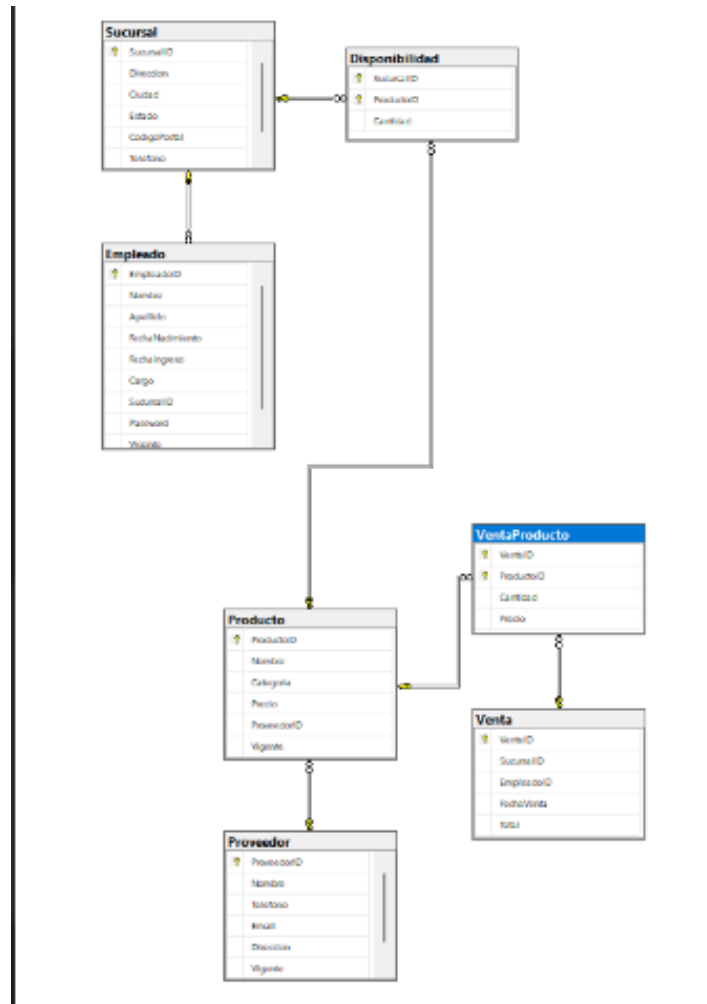 Sucursal
SucursalID
Direccion
Ciudad
Estado
CodigoPostal
Telefono
Disponibilidad
SucursalID
ProductoID
Cantidad
Empleado
EmpleadoID
Nombre
Apellido
FechaNacimiento
FechaIngreso
Cargo
SucursalID
Password
Vigente
VentaProducto
VentaID
ProductoID
Cantidad
Precio
Producto
ProductoID
Nombre
Categoria
Precio
ProveedorID
Vigente
Venta
VentaID
SucursalID
EmpleadoID
FechaVenta
Total
Proveedor
ProveedorID
Nombre
Telefono
Email
Direccion
Vigente